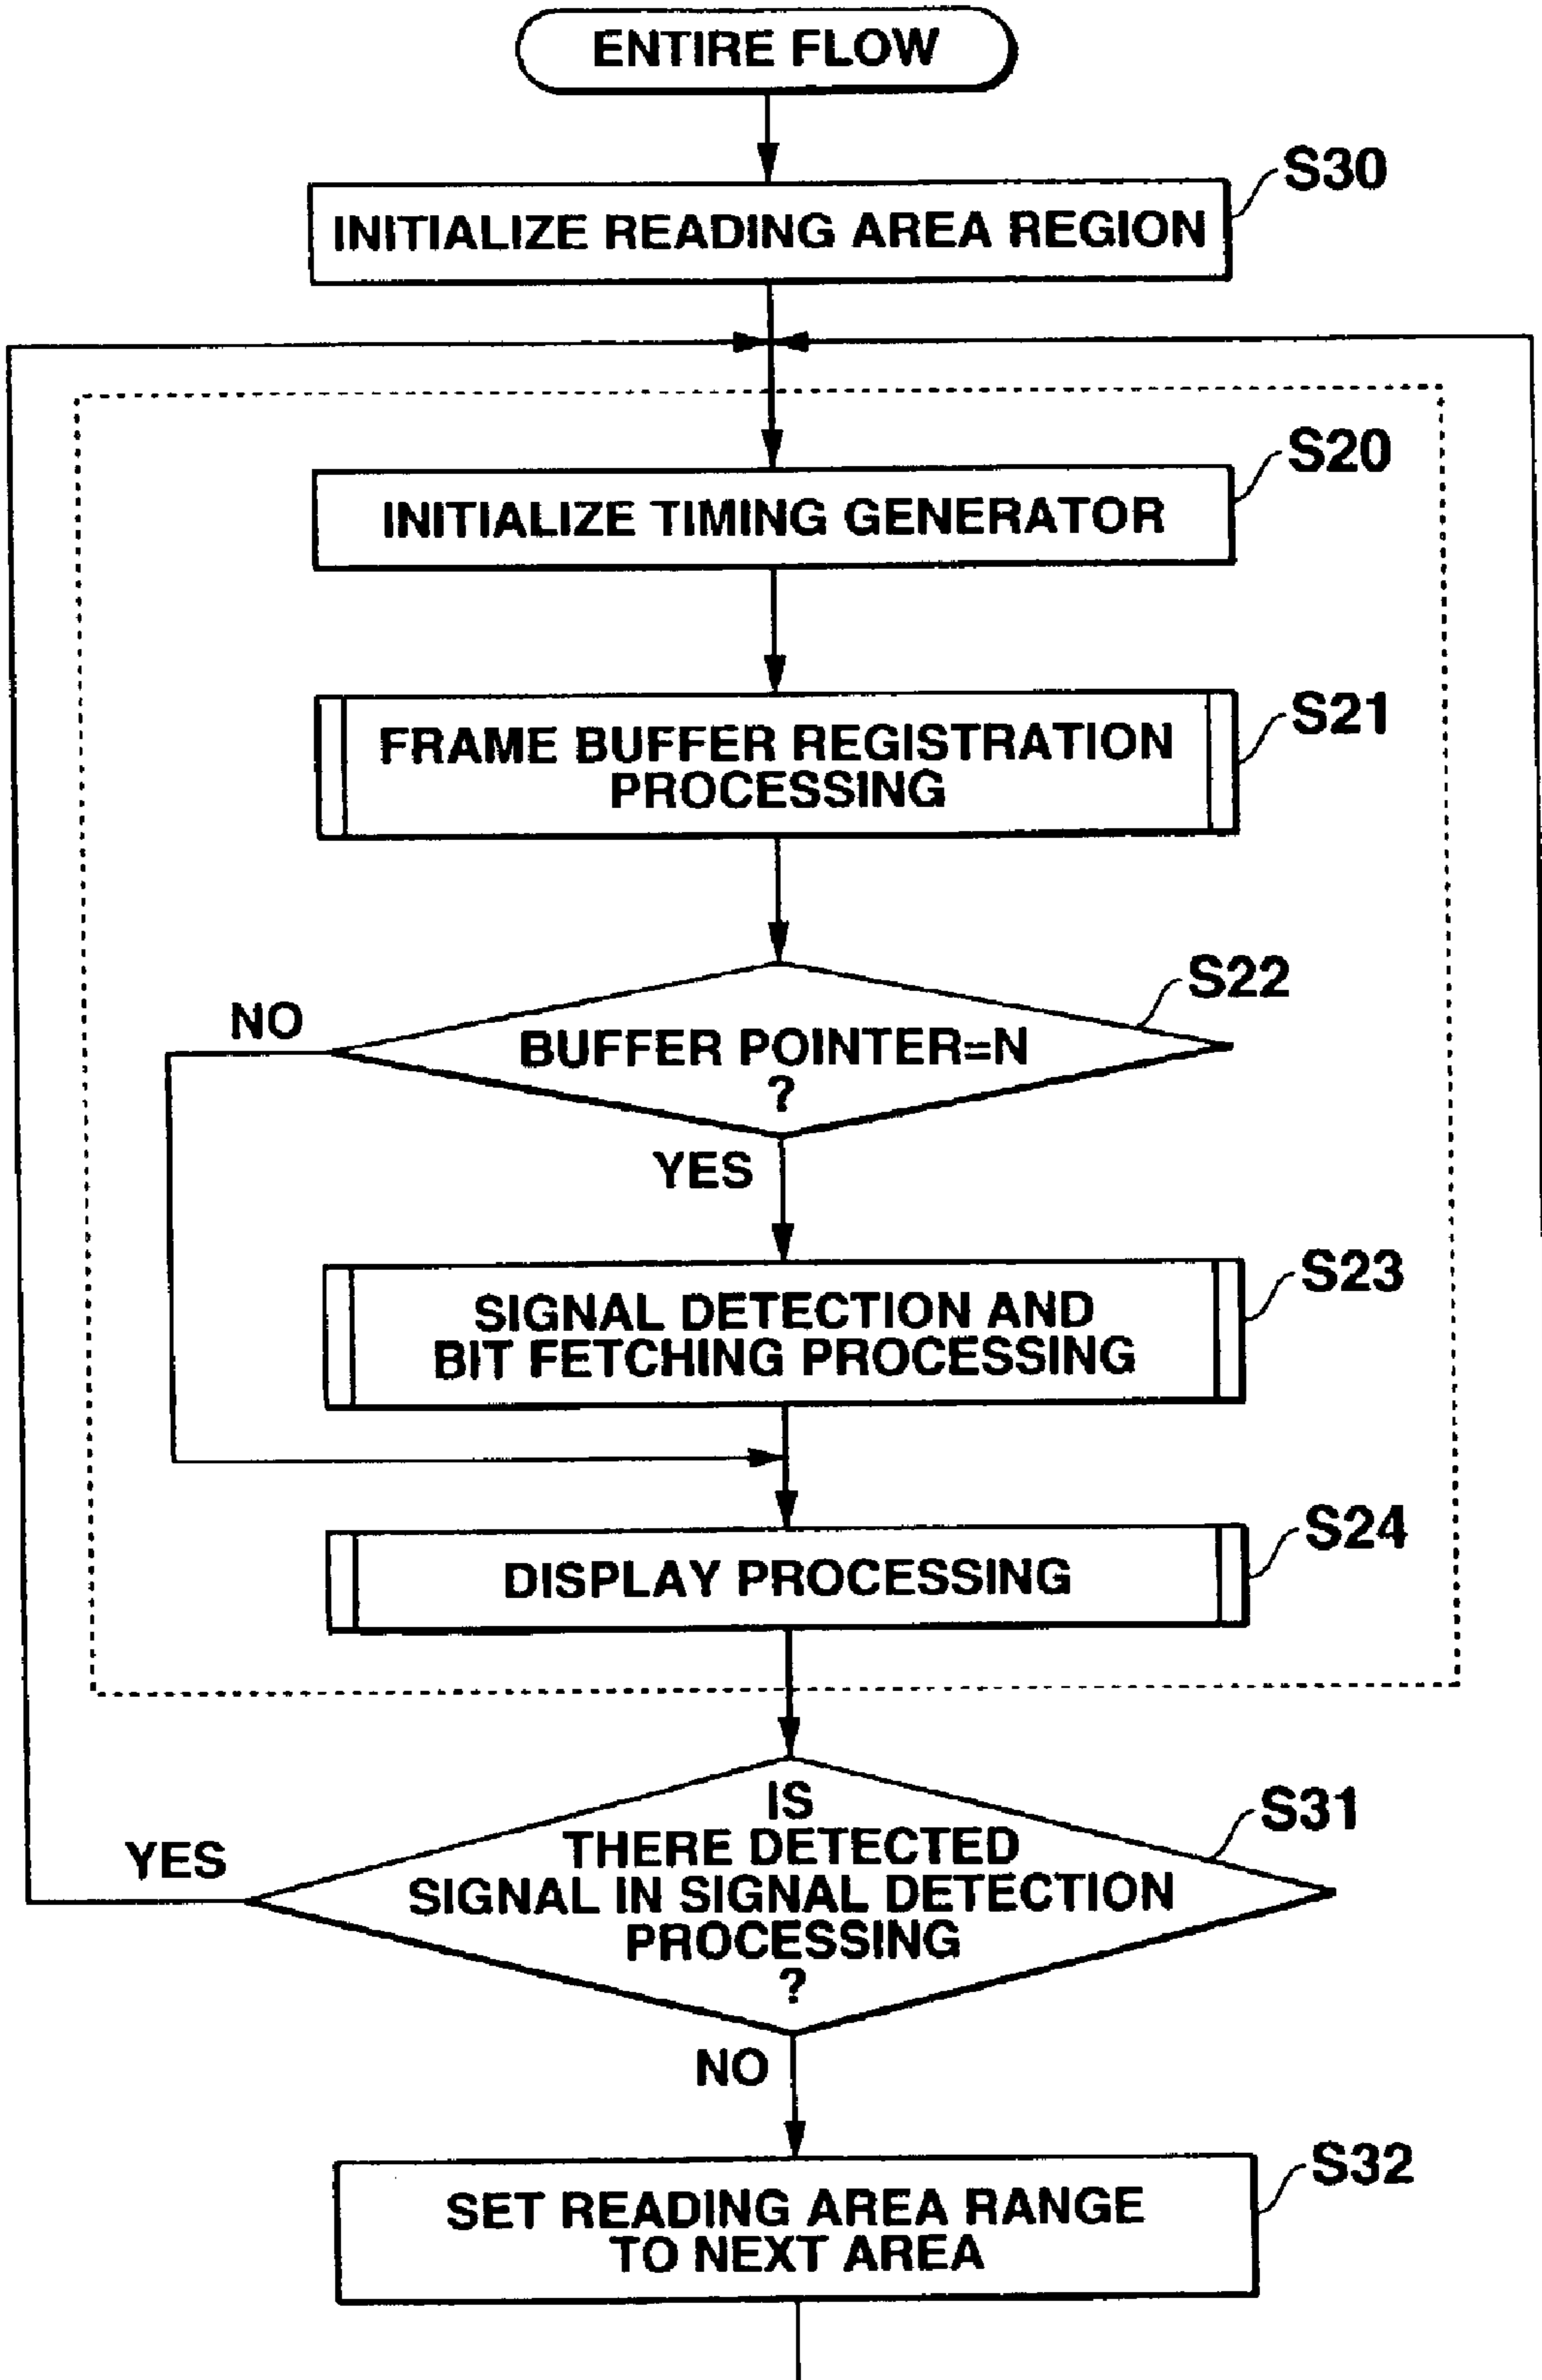 ENTIRE FLOW
S30
INITIALIZE READING AREA REGION
S20
INITIALIZE TIMING GENERATOR
S21
FRAME BUFFER REGISTRATION
PROCESSING
S22
NO
BUFFER POINTER=N
?
YES
S23
SIGNAL DETECTION AND
BIT FETCHING PROCESSING
S24
DISPLAY PROCESSING
S31
IS
THERE DETECTED
SIGNAL IN SIGNAL DETECTION
PROCESSING
?
YES
NO
S32
SET READING AREA RANGE
TO NEXT AREA